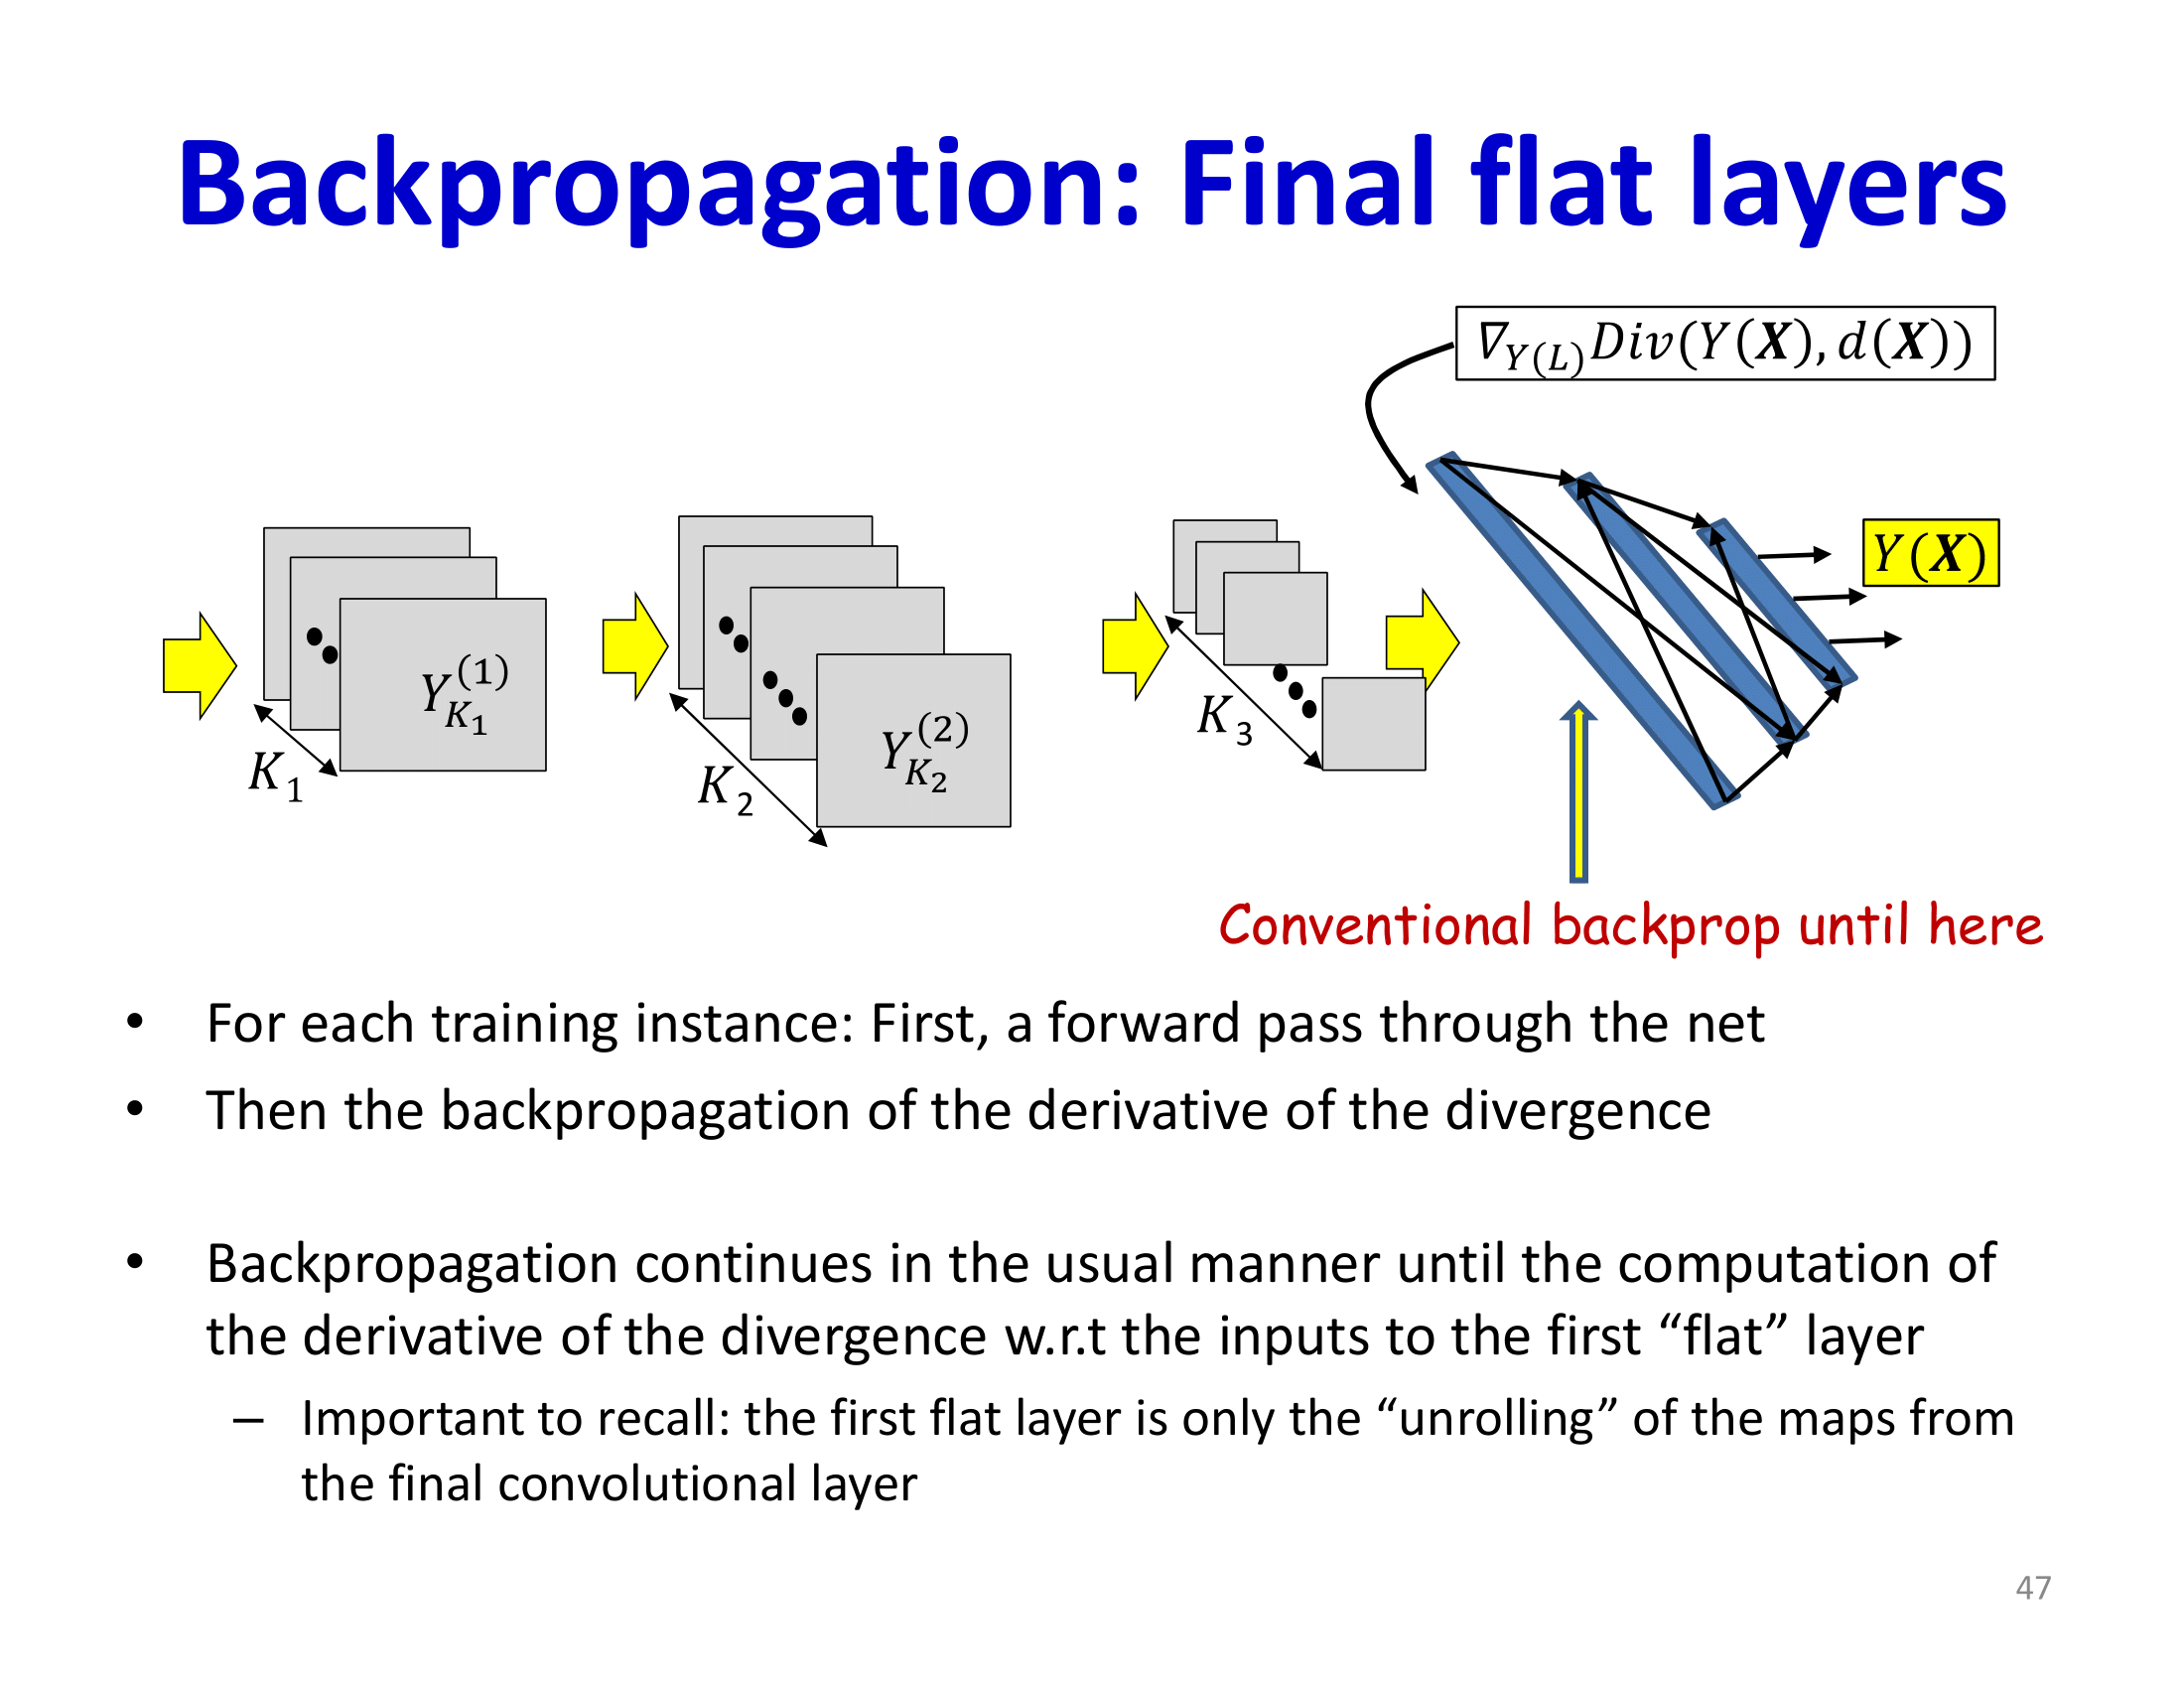 Backpropagation: Final flat layers
∇_{Y(L)}Div(Y(X), d(X))
Y(X)
Y_{K_1}^{(1)}
K_1
Y_{K_2}^{(2)}
K_2
K_3
Conventional backprop until here
• For each training instance: First, a forward pass through the net
• Then the backpropagation of the derivative of the divergence
• Backpropagation continues in the usual manner until the computation of
the derivative of the divergence w.r.t the inputs to the first “flat” layer
– Important to recall: the first flat layer is only the “unrolling” of the maps from
the final convolutional layer
47